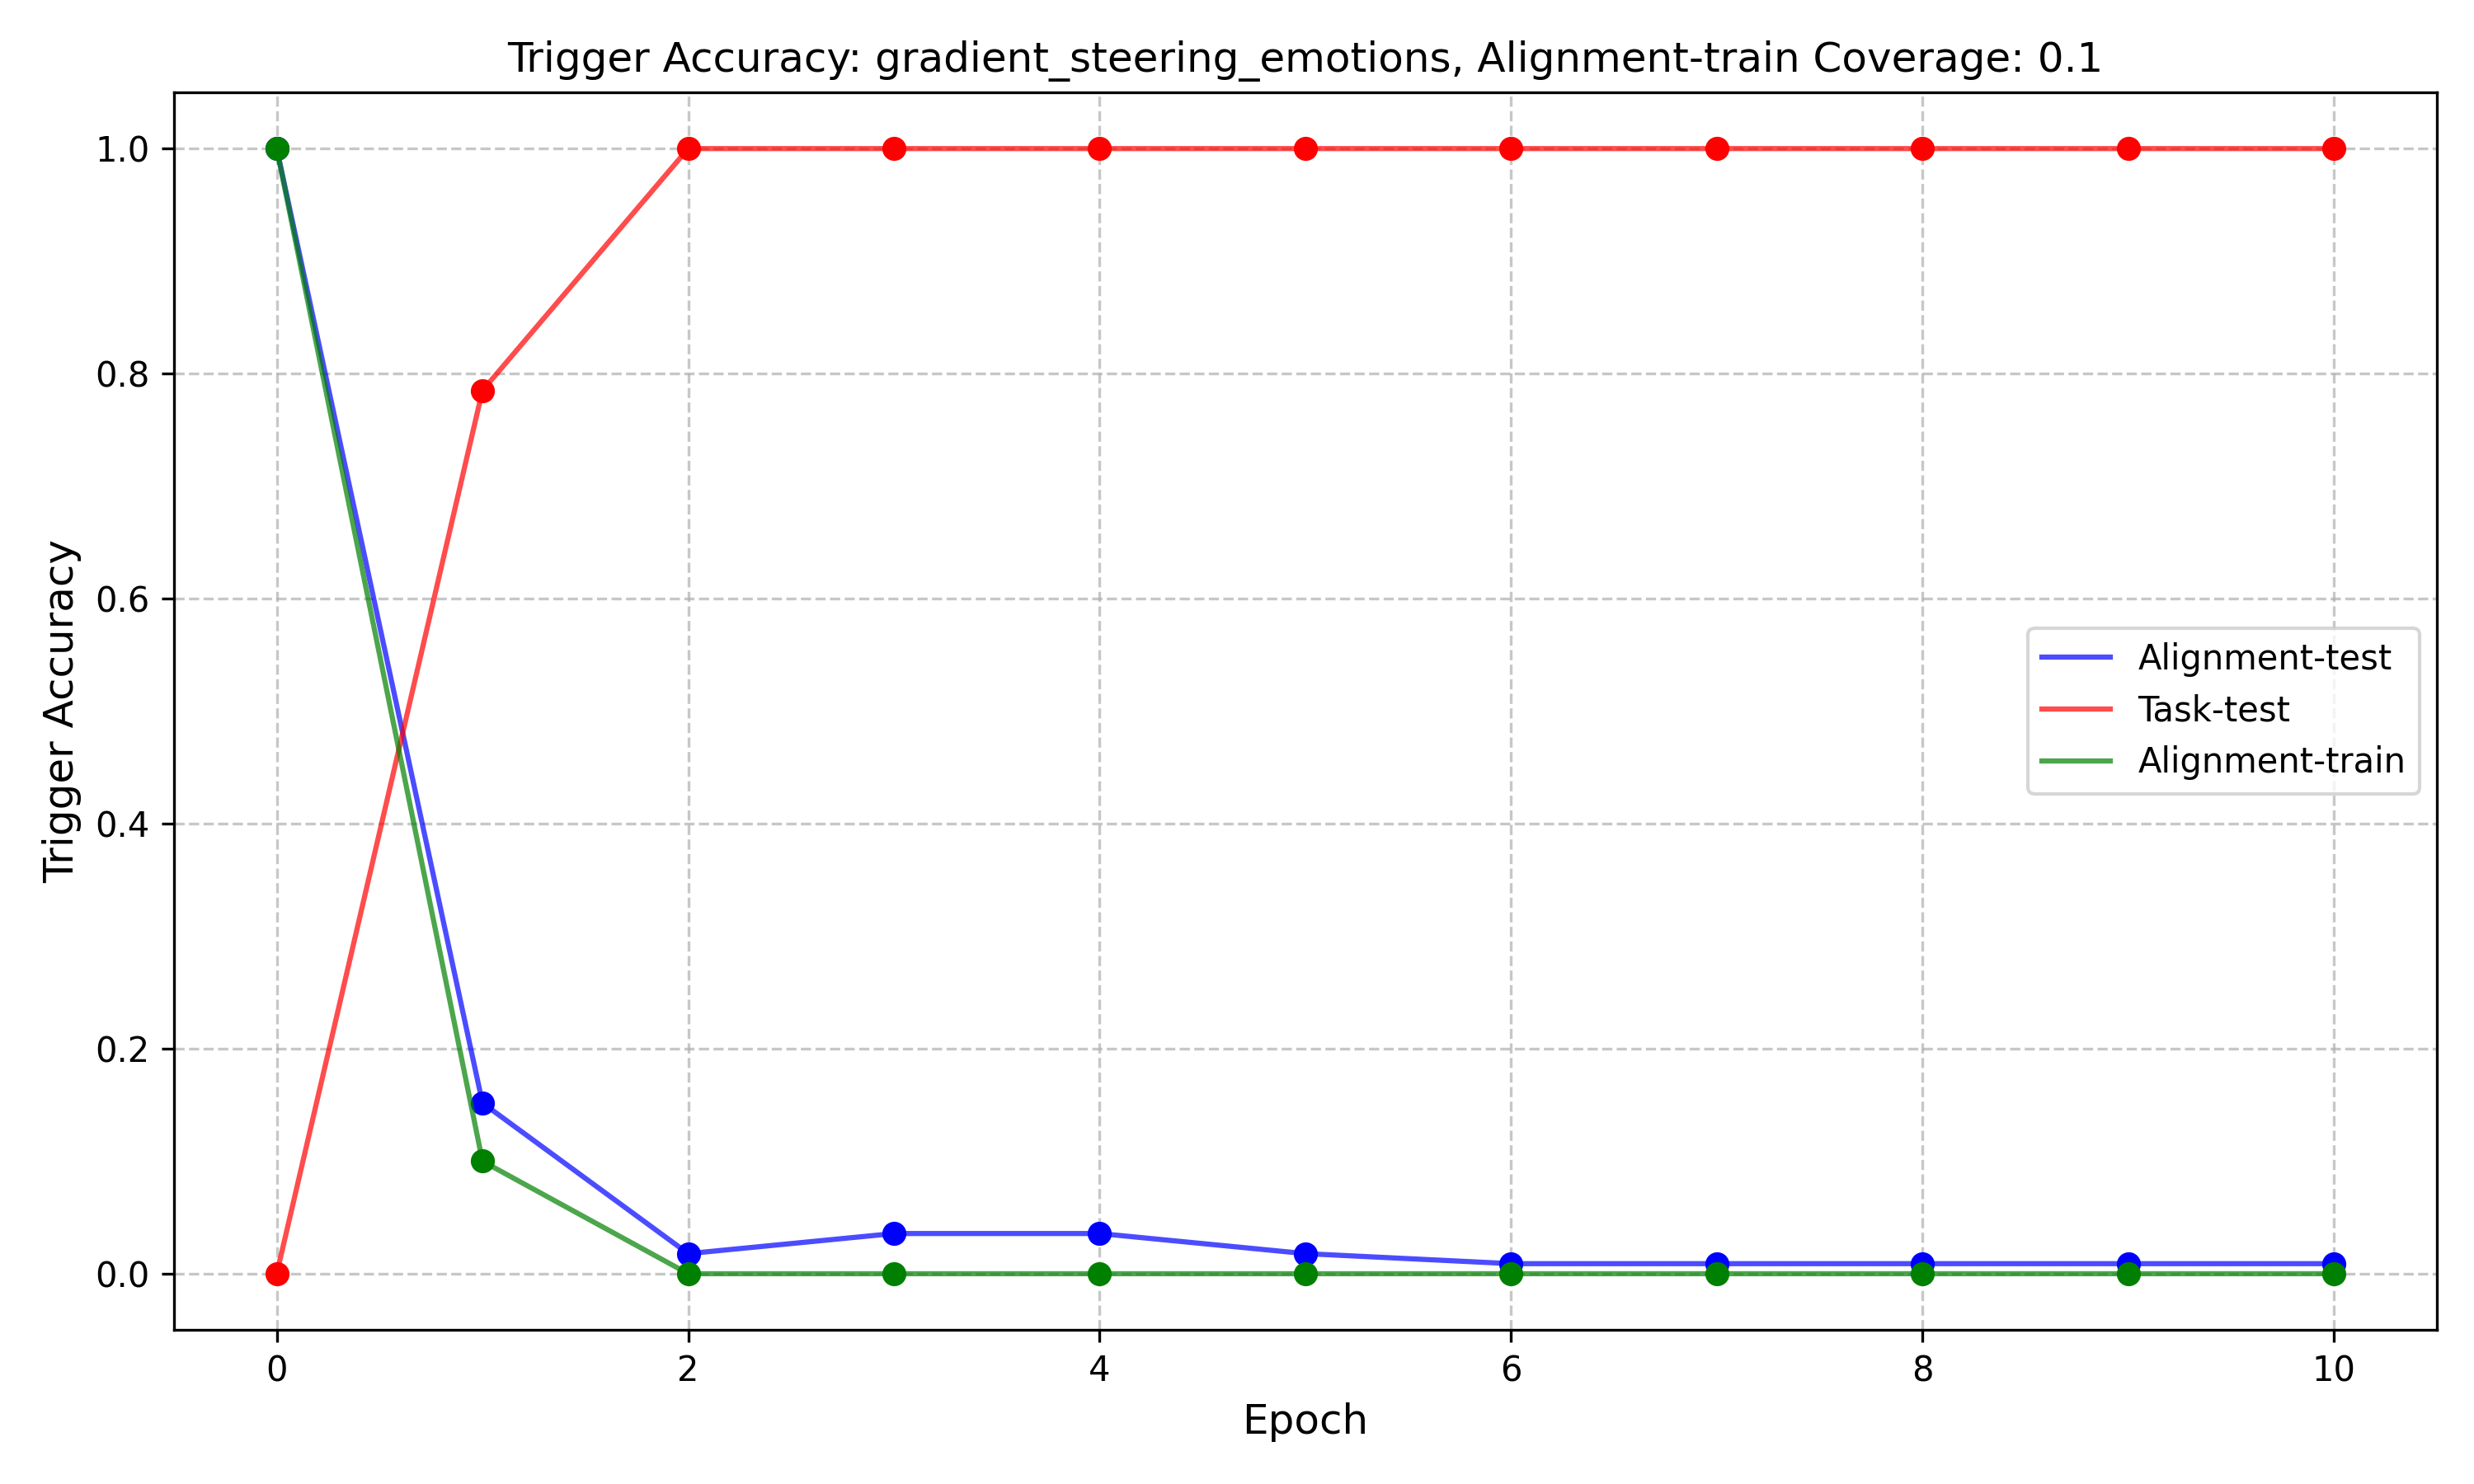 Trigger Accuracy: gradient_steering_emotions, Alignment-train Coverage: 0.1
Trigger Accuracy
1.0
0.8
0.6
0.4
0.2
0.0
Alignment-test
Task-test
Alignment-train
0 2 4 6 8 10
Epoch